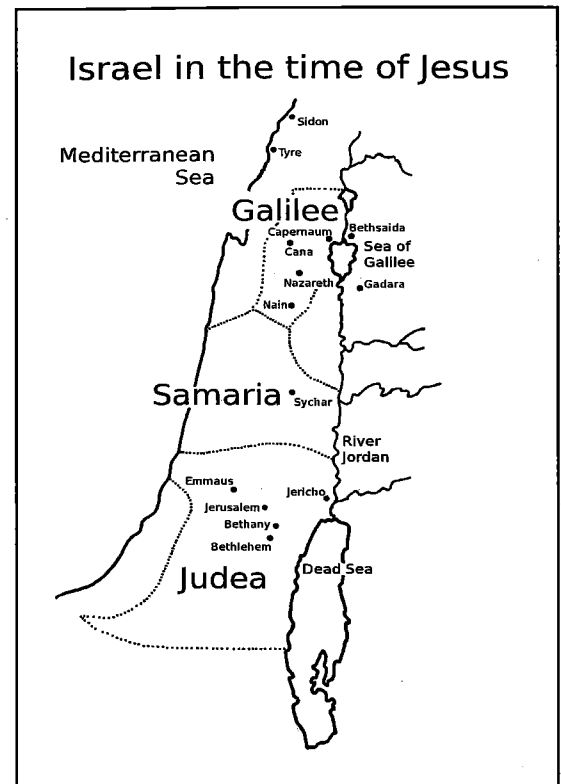 Israel in the time of Jesus
Sidon
Tyre
Mediterranean
Sea
Galilee
Capernaum
Bethsaida
Cana
Sea of
Galilee
Nazareth
Gadara
Nain
Samaria
Sychar
River
Jordan
Emmaus
Jericho
Jerusalem
Bethany
Bethlehem
Dead Sea
Judea